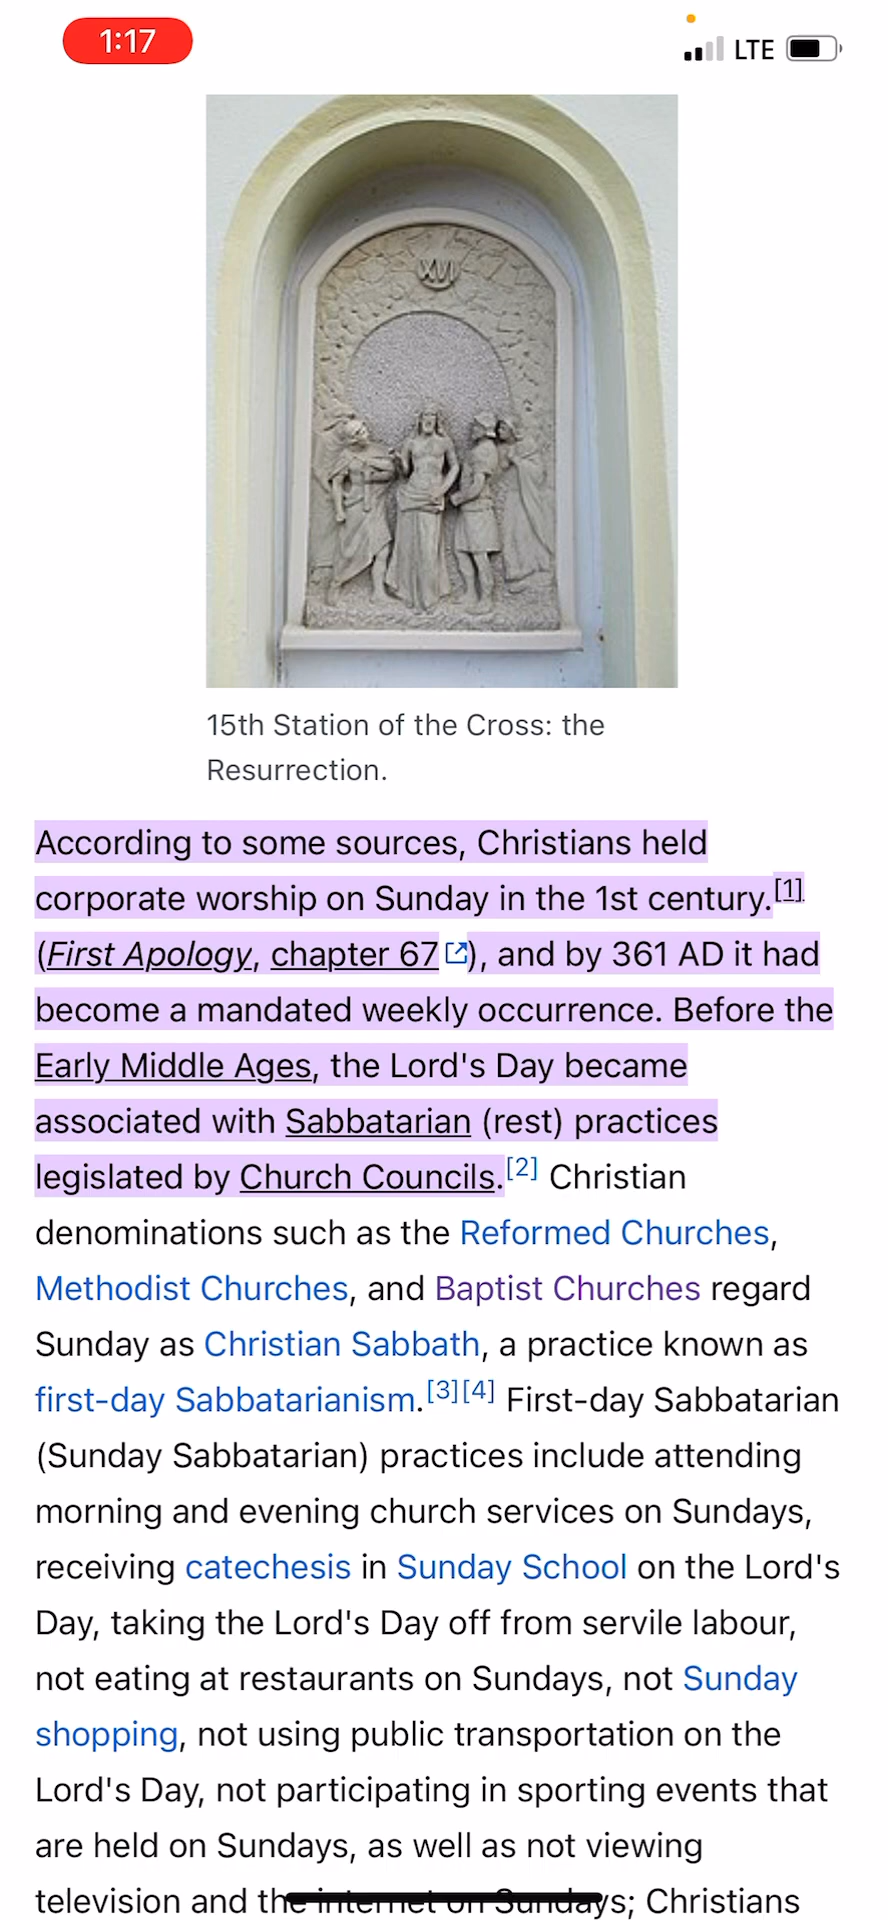 1:17
LTE
XVI
15th Station of the Cross: the
Resurrection.
According to some sources, Christians held
corporate worship on Sunday in the 1st century.[1]
(First Apology, chapter 67), and by 361 AD it had
become a mandated weekly occurrence. Before the
Early Middle Ages, the Lord's Day became
associated with Sabbatarian (rest) practices
legislated by Church Councils.[2] Christian
denominations such as the Reformed Churches,
Methodist Churches, and Baptist Churches regard
Sunday as Christian Sabbath, a practice known as
first-day Sabbatarianism.[3][4] First-day Sabbatarian
(Sunday Sabbatarian) practices include attending
morning and evening church services on Sundays,
receiving catechesis in Sunday School on the Lord's
Day, taking the Lord's Day off from servile labour,
not eating at restaurants on Sundays, not Sunday
shopping, not using public transportation on the
Lord's Day, not participating in sporting events that
are held on Sundays, as well as not viewing
television and the internet on Sundays; Christians